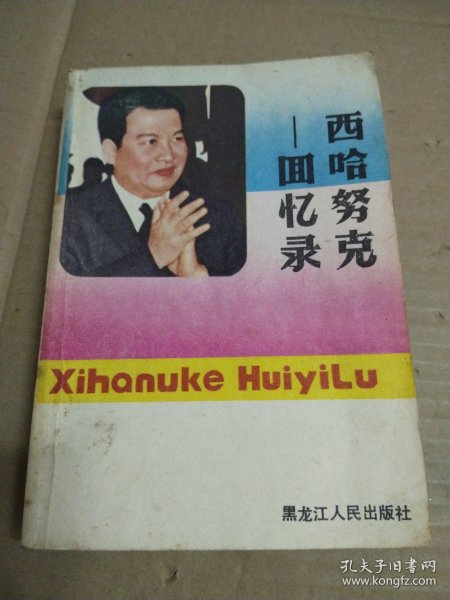 西哈努克
—回忆录
Xihanuke HuiyiLu
黑龙江人民出版社
孔夫子旧书网
www.kongfz.com